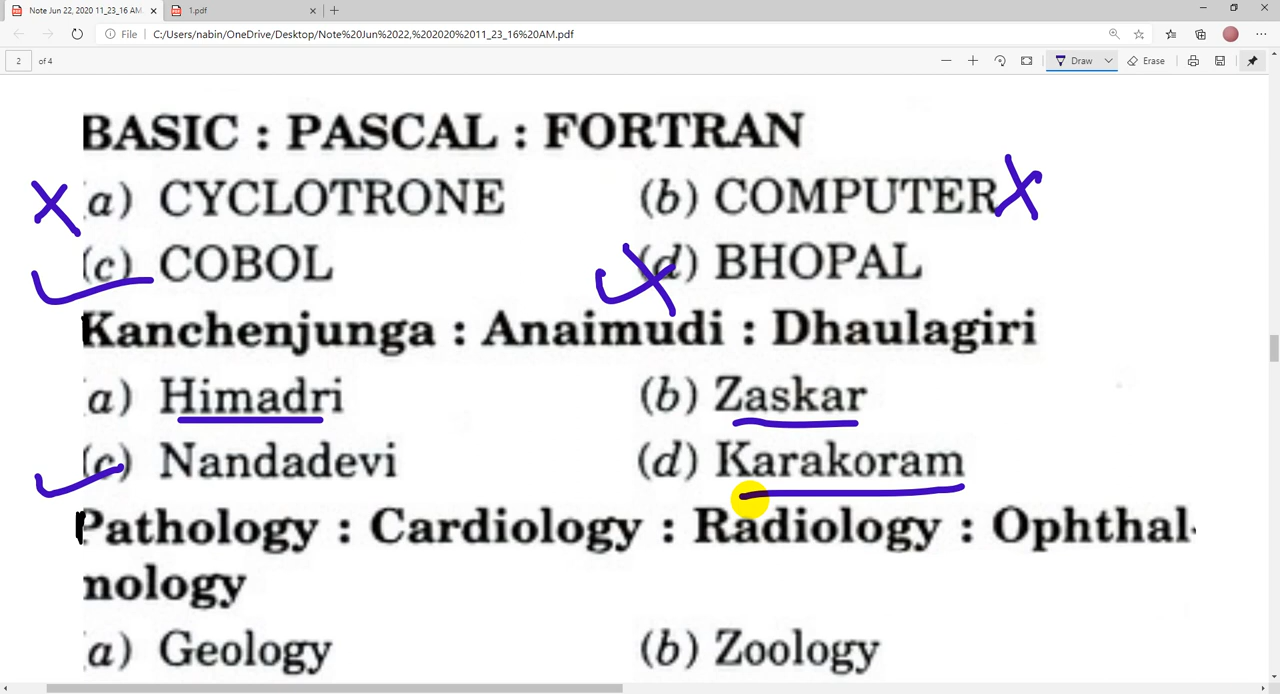 Note Jun 22, 2020 11_23_16 AM.
1.pdf
File C:/Users/nabin/OneDrive/Desktop/Note%20Jun%2022,%202020%2011_23_16%20AM.pdf
2 of 4 Draw Erase
BASIC : PASCAL : FORTRAN
(a) CYCLOTRONE (b) COMPUTER
(c) COBOL (d) BHOPAL
Kanchenjunga : Anaimudi : Dhaulagiri
(a) Himadri (b) Zaskar
(c) Nandadevi (d) Karakoram
Pathology : Cardiology : Radiology : Ophthal-
mology
(a) Geology (b) Zoology